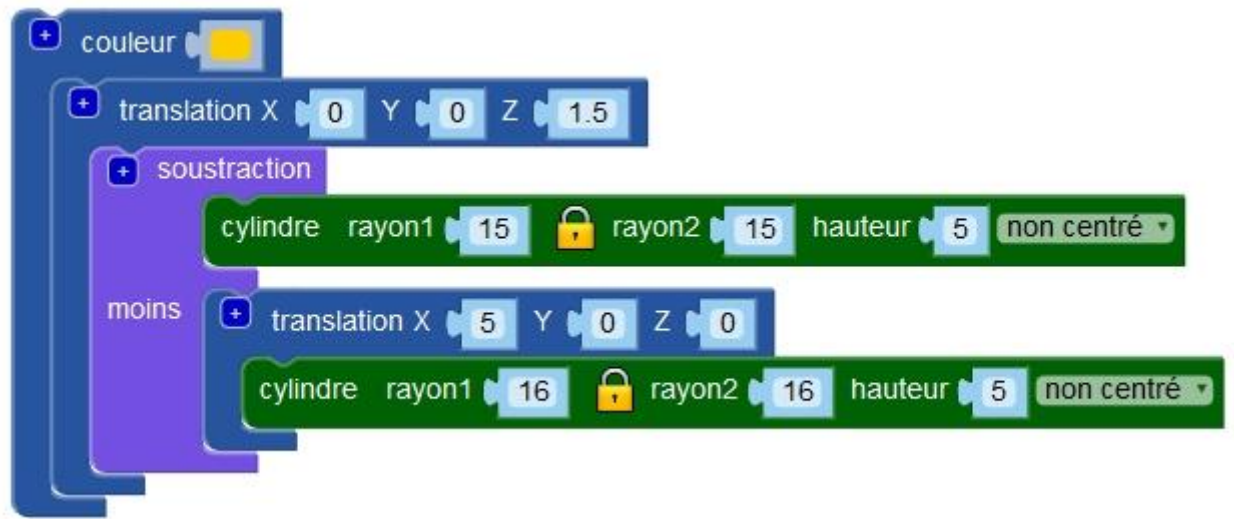 + couleur
+ translation X 0 Y 0 Z 1.5
+ soustraction
cylindre rayon1 15 rayon2 15 hauteur 5 non centré
moins + translation X 5 Y 0 Z 0
cylindre rayon1 16 rayon2 16 hauteur 5 non centré